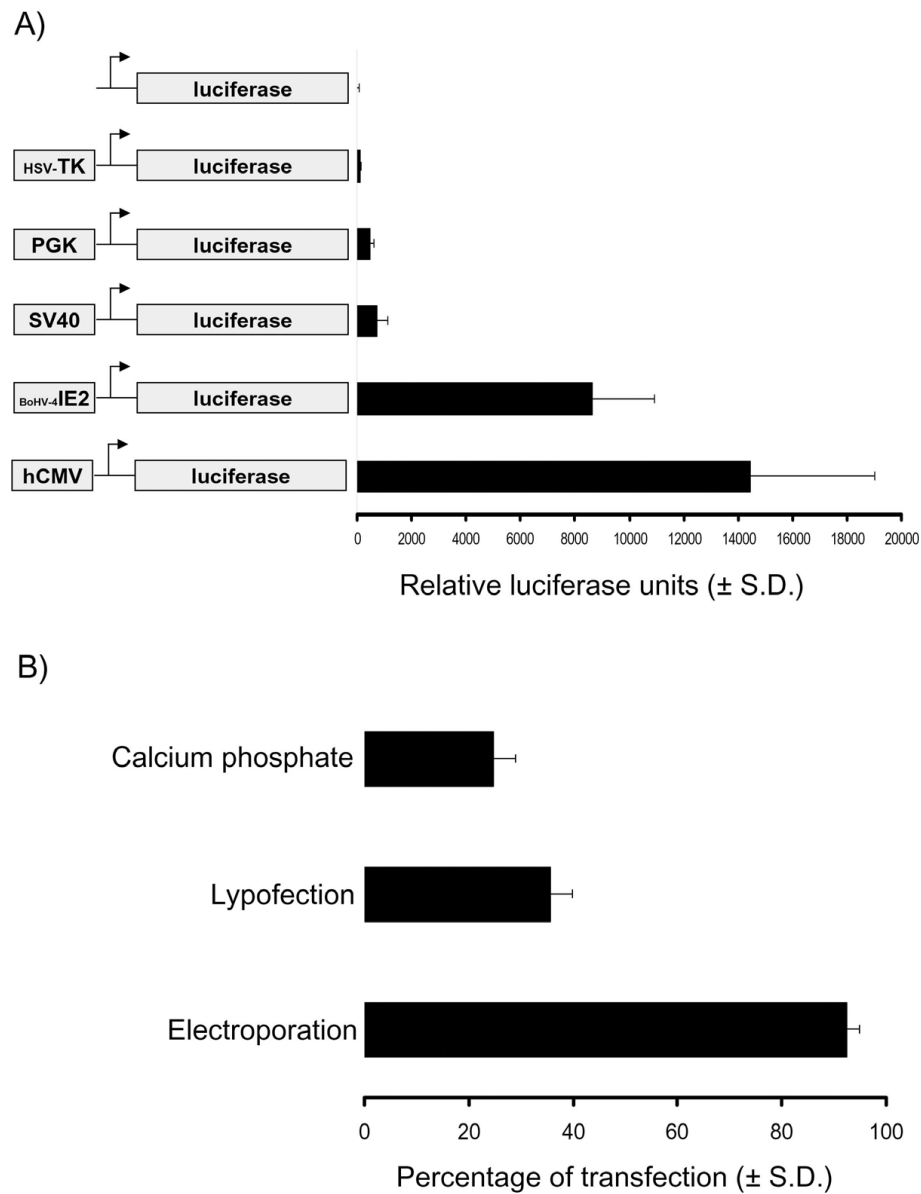 A)
luciferase
HSV-TK luciferase
PGK luciferase
SV40 luciferase
BoHV-4IE2 luciferase
hCMV luciferase
0 2000 4000 6000 8000 10000 12000 14000 16000 18000 20000
Relative luciferase units (± S.D.)
B)
Calcium phosphate
Lypofection
Electroporation
0 20 40 60 80 100
Percentage of transfection (± S.D.)